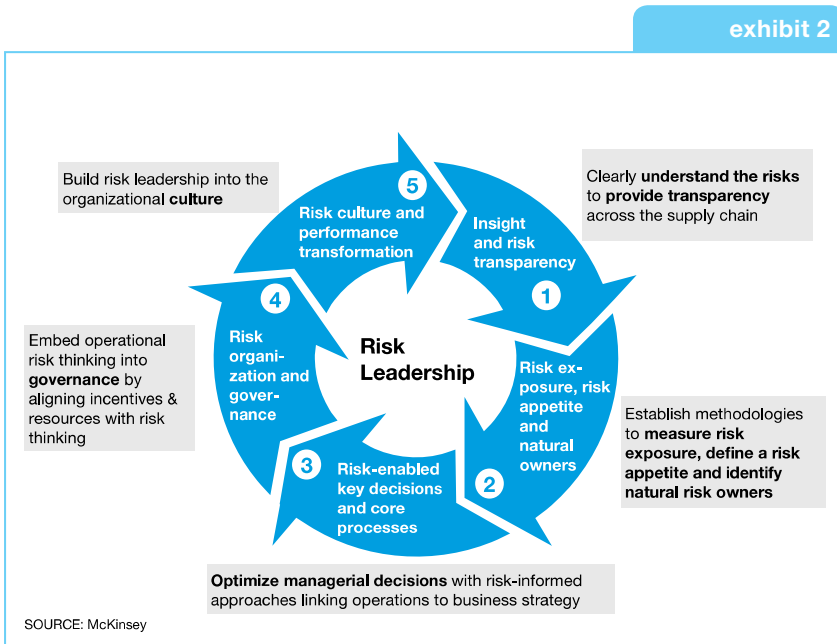 exhibit 2
Build risk leadership into the
organizational culture
5
Risk culture and
performance
transformation
Insight
and risk
transparency
1
Clearly understand the risks
to provide transparency
across the supply chain
4
Risk
organi-
zation and
gover-
nance
Embed operational
risk thinking into
governance by
aligning incentives &
resources with risk
thinking
Risk
Leadership
Risk ex-
posure, risk
appetite
and
natural
owners
2
Establish methodologies
to measure risk
exposure, define a risk
appetite and identify
natural risk owners
3
Risk-enabled
key decisions
and core
processes
Optimize managerial decisions with risk-informed
approaches linking operations to business strategy
SOURCE: McKinsey